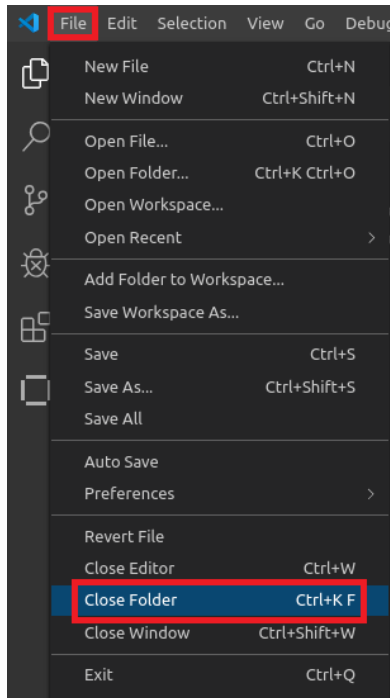 File Edit Selection View Go Debug
New File Ctrl+N
New Window Ctrl+Shift+N
Open File... Ctrl+O
Open Folder... Ctrl+K Ctrl+O
Open Workspace...
Open Recent >
Add Folder to Workspace...
Save Workspace As...
Save Ctrl+S
Save As... Ctrl+Shift+S
Save All
Auto Save
Preferences >
Revert File
Close Editor Ctrl+W
Close Folder Ctrl+K F
Close Window Ctrl+Shift+W
Exit Ctrl+Q